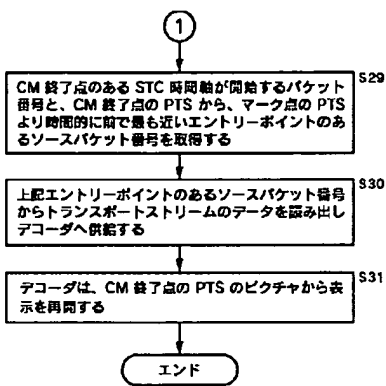 1
CM 終了点のある STC 時間軸が開始するパケット
番号と、CM 終了点の PTS から、マーク点の PTS
より時間的に前で最も近いエントリーポイントのあ
るソースパケット番号を取得する
S29
上記エントリーポイントのあるソースパケット番号
からトランスポートストリームのデータを読み出し
デコーダへ供給する
S30
デコーダは、CM 終了点の PTS のピクチャから表
示を再開する
S31
エンド